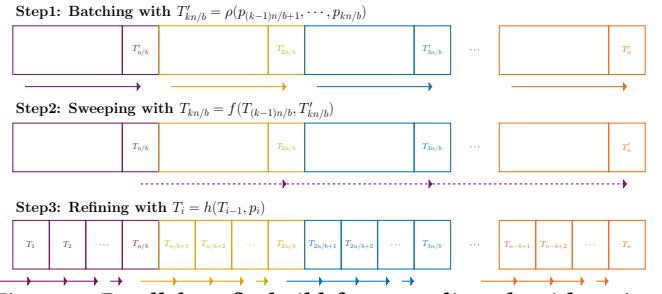 Step1: Batching with T'_{kn/b} = ρ(p_{(k−1)n/b+1}, ⋯, p_{kn/b})
T'_{n/b} T'_{2n/b} T'_{3n/b} ⋯ T'_n
Step2: Sweeping with T_{kn/b} = f(T_{(k−1)n/b}, T'_{kn/b})
T_{n/b} T_{2n/b} T_{3n/b} ⋯ T'_n
Step3: Refining with T_i = h(T_{i−1}, p_i)
T_1 T_2 ⋯ T_{n/b} T_{n/b+1} T_{n/b+2} ⋯ T_{2n/b} T_{2n/b+1} T_{2n/b+2} ⋯ T_{3n/b} ⋯ T_{n−b+1} T_{n−b+2} ⋯ T_n